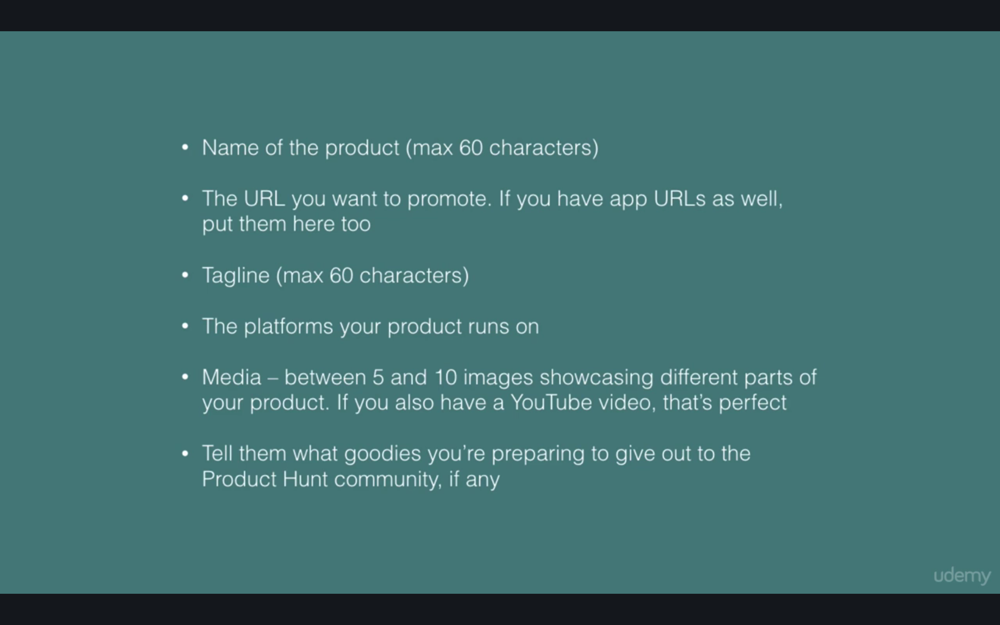 • Name of the product (max 60 characters)
• The URL you want to promote. If you have app URLs as well,
put them here too
• Tagline (max 60 characters)
• The platforms your product runs on
• Media – between 5 and 10 images showcasing different parts of
your product. If you also have a YouTube video, that’s perfect
• Tell them what goodies you’re preparing to give out to the
Product Hunt community, if any
udemy